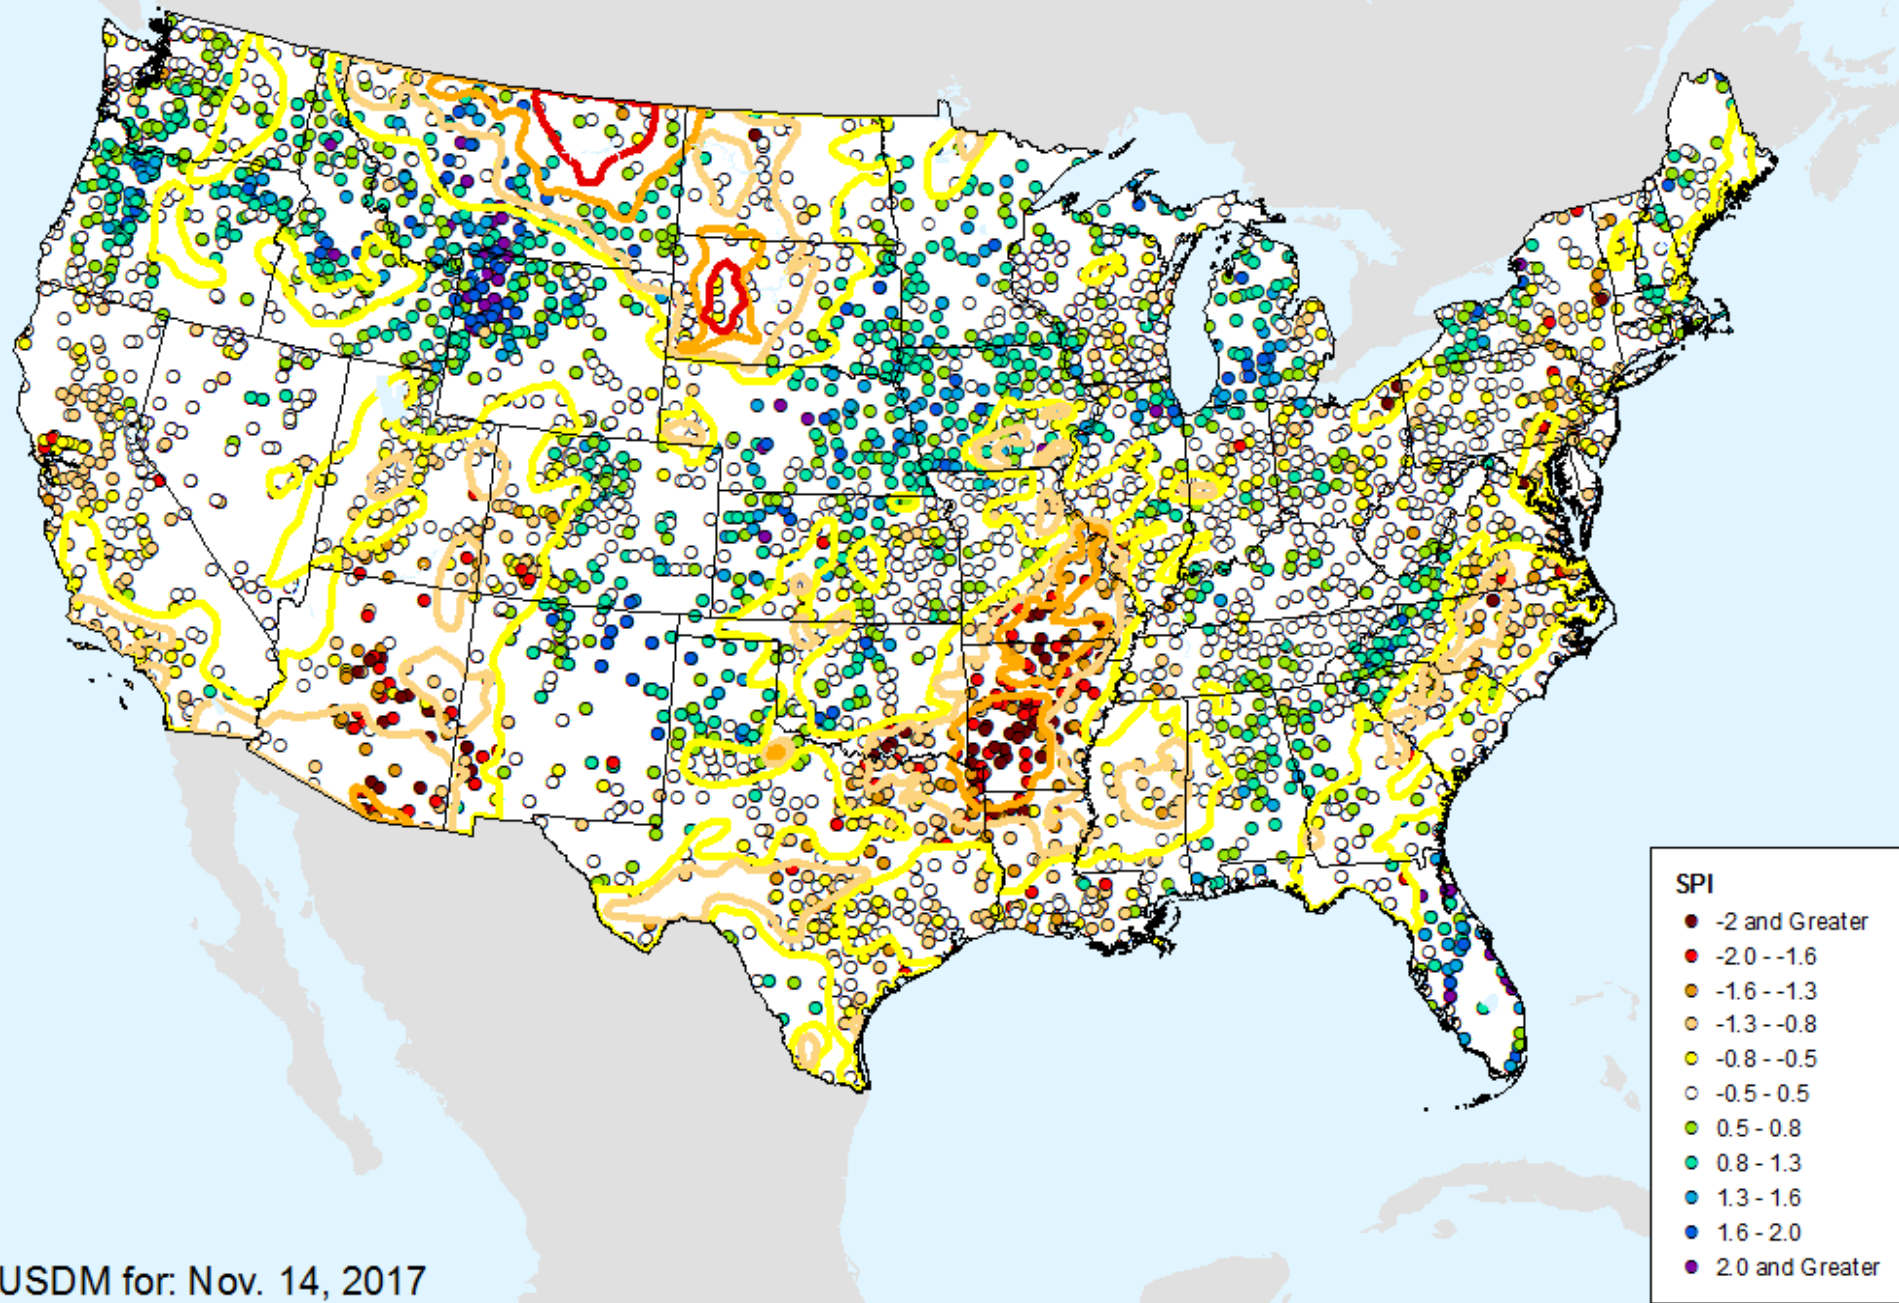 SPI
-2 and Greater
-2.0 - -1.6
-1.6 - -1.3
-1.3 - -0.8
-0.8 - -0.5
-0.5 - 0.5
0.5 - 0.8
0.8 - 1.3
1.3 - 1.6
1.6 - 2.0
2.0 and Greater
USDM for: Nov. 14, 2017